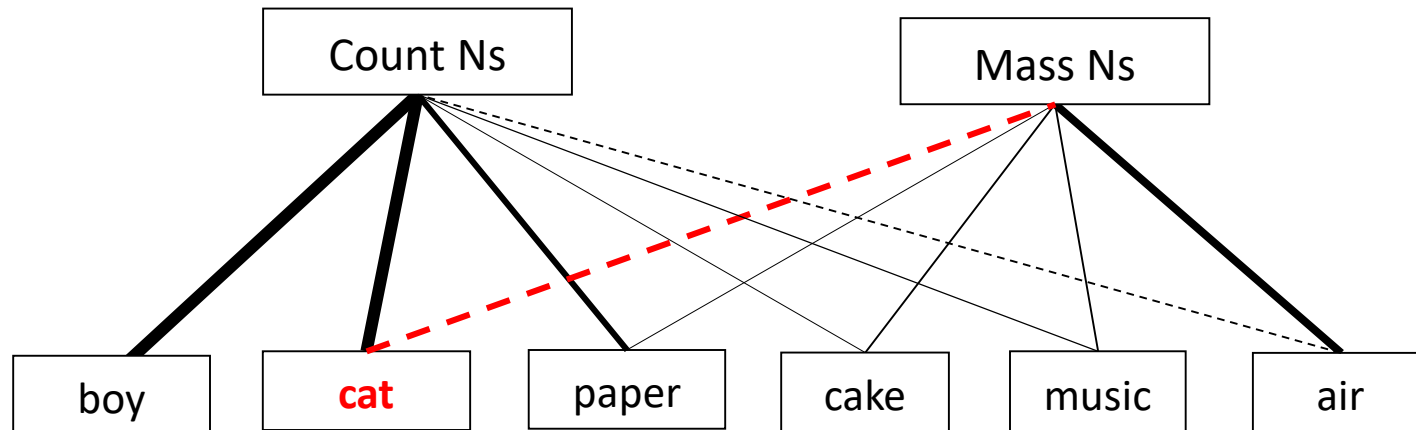 Count Ns
Mass Ns
boy
cat
paper
cake
music
air